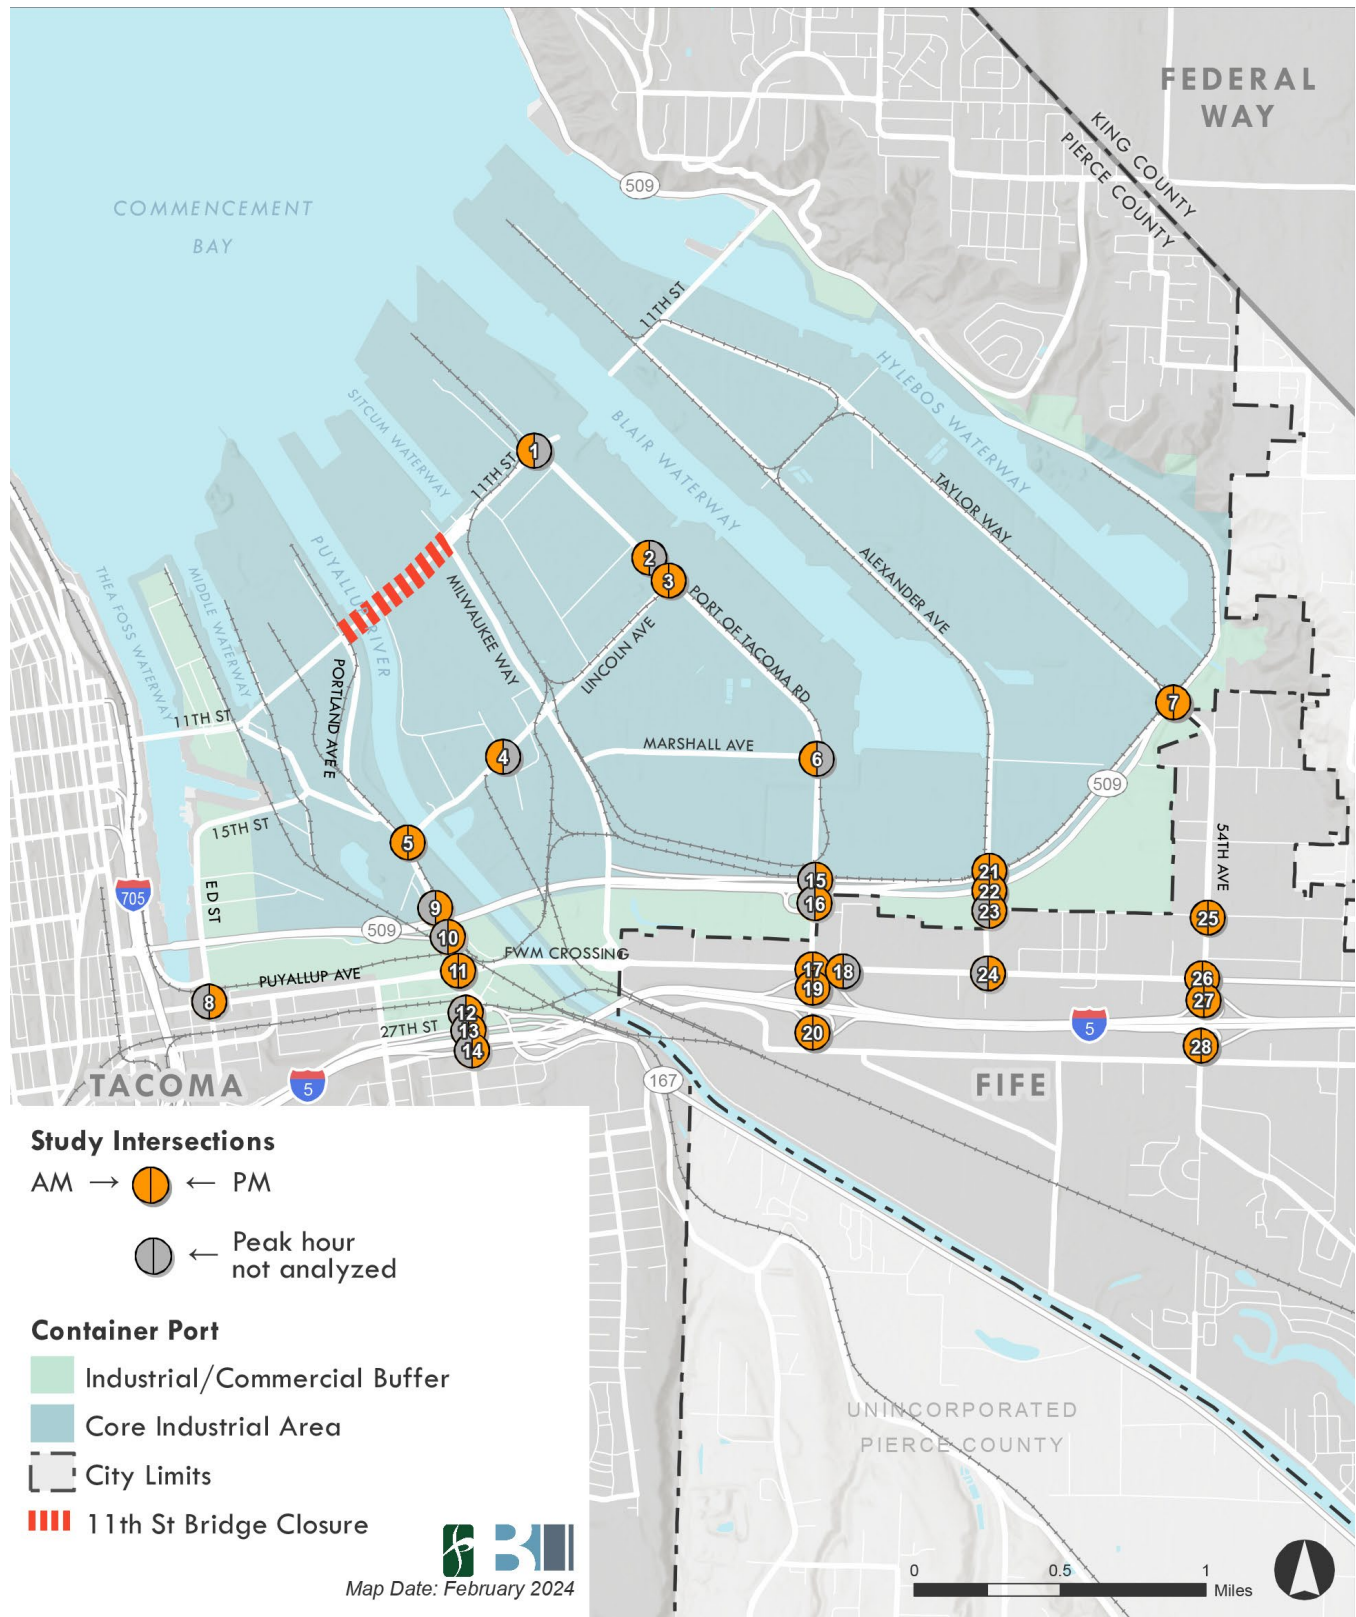 FEDERAL
WAY
KING COUNTY
PIERCE COUNTY
509
COMMENCEMENT
BAY
11TH ST
HYLEBOS WATERWAY
SITCUM WATERWAY
BLAIR WATERWAY
1
11TH ST
TAYLOR WAY
PUYALLUP RIVER
2
3
ALEXANDER AVE
THEA FOSS WATERWAY
MIDDLE WATERWAY
MILWAUKEE WAY
PORT OF TACOMA RD
LINCOLN AVE
PORTLAND AVE E
7
11TH ST
4
MARSHALL AVE
6
509
15TH ST
5
54TH AVE
705
E D ST
9
15
16
21
22
23
25
509
10
FWM CROSSING
11
PUYALLUP AVE
8
17
18
19
24
26
27
12
13
14
27TH ST
20
5
28
TACOMA
5
167
FIFE
Study Intersections
AM → ← PM
← Peak hour
not analyzed
Container Port
Industrial/Commercial Buffer
Core Industrial Area
City Limits
11th St Bridge Closure
Map Date: February 2024
UNINCORPORATED
PIERCE COUNTY
0 0.5 1
Miles